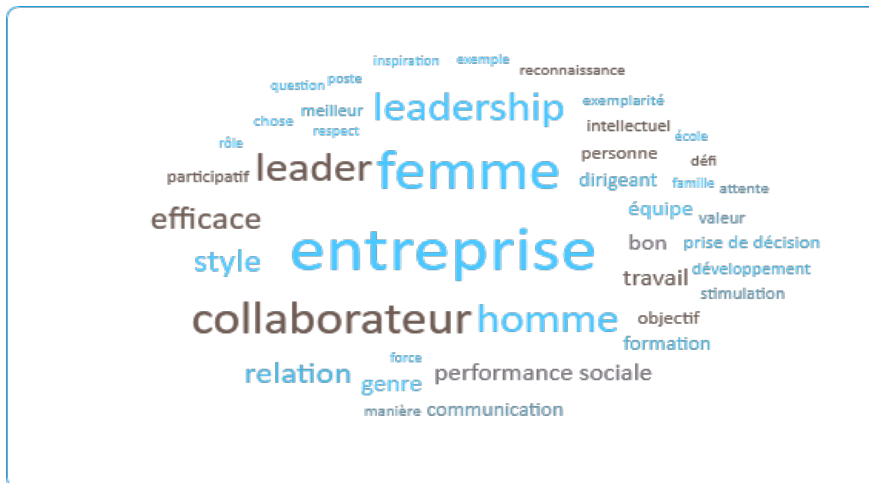 inspiration exemple
reconnaissance
question poste
meilleur leadership exemplarité
chose respect intellectuel
rôle école
participatif leader femme personne défi
dirigeant famille attente
efficace équipe valeur
style entreprise bon prise de décision
travail développement
stimulation
collaborateur homme objectif
formation
force
relation genre performance sociale
manière communication